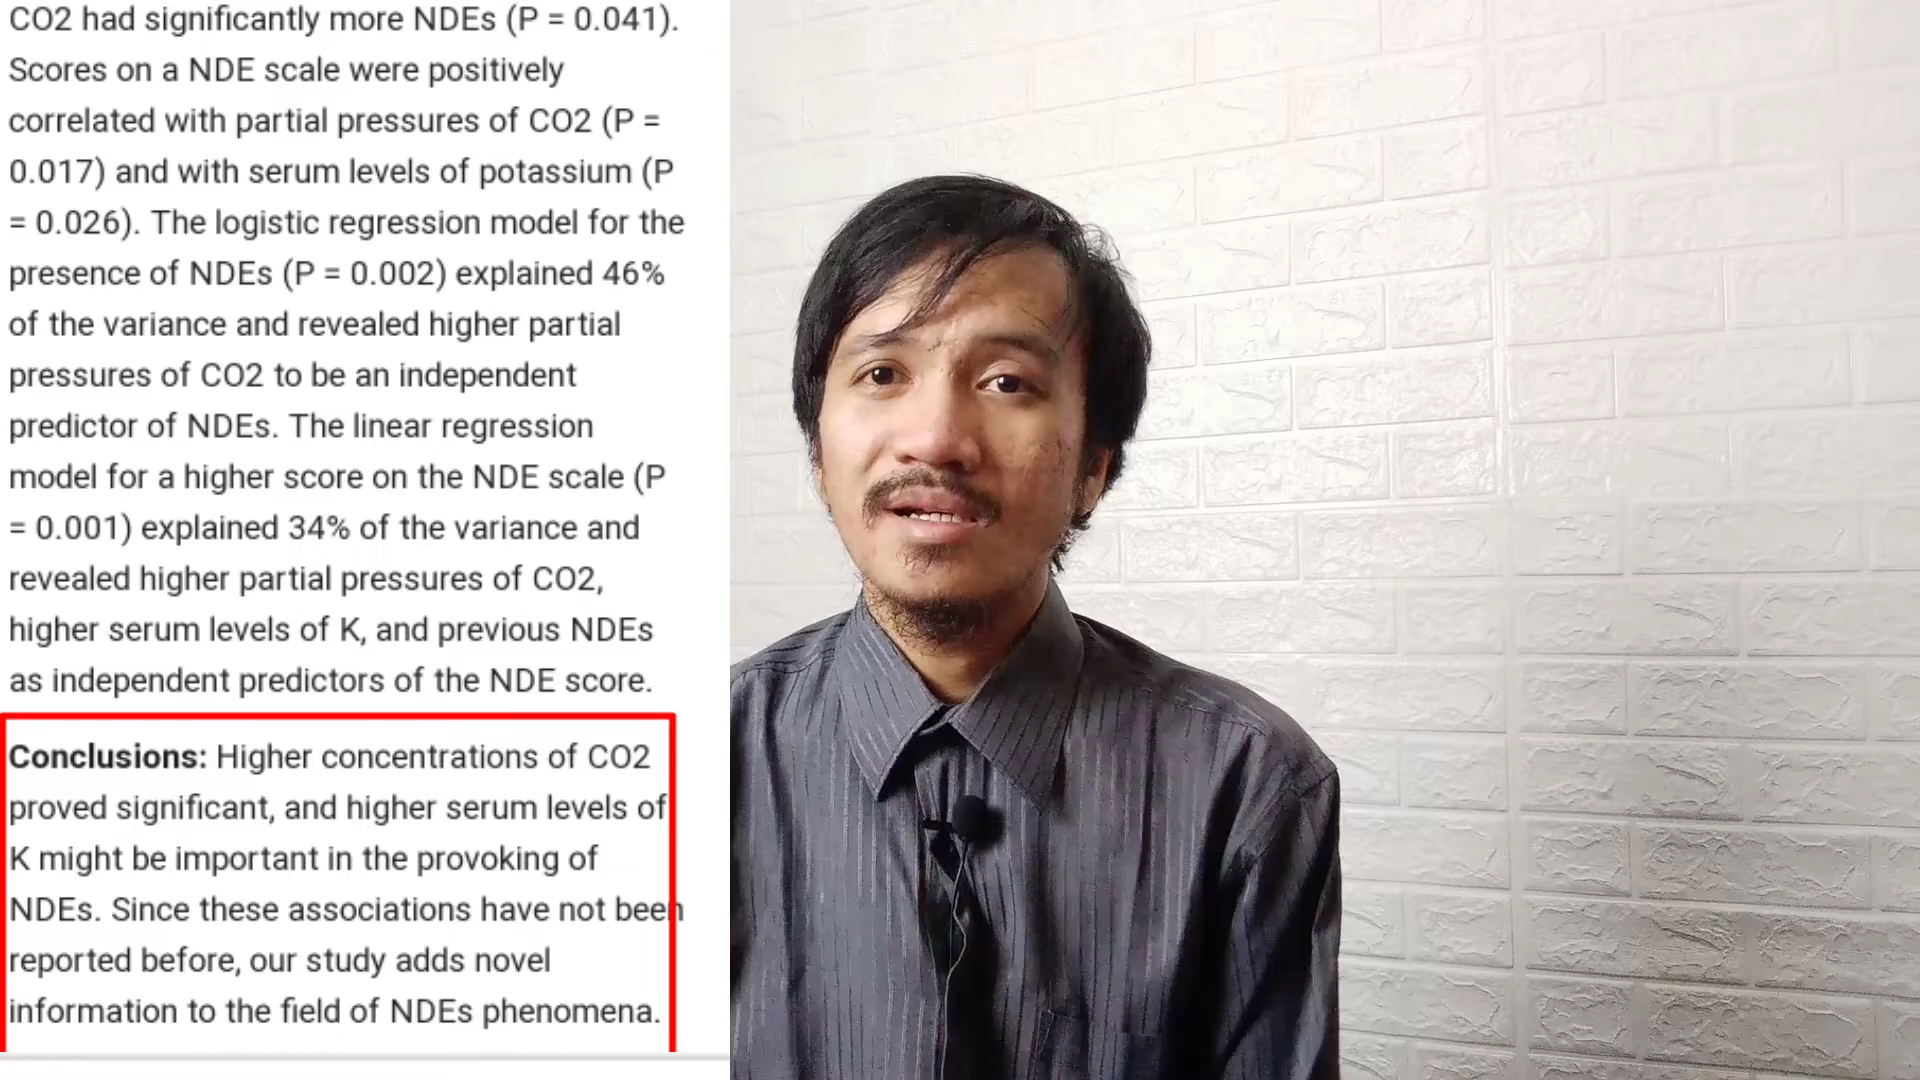 CO2 had significantly more NDEs (P = 0.041).
Scores on a NDE scale were positively
correlated with partial pressures of CO2 (P =
0.017) and with serum levels of potassium (P
= 0.026). The logistic regression model for the
presence of NDEs (P = 0.002) explained 46%
of the variance and revealed higher partial
pressures of CO2 to be an independent
predictor of NDEs. The linear regression
model for a higher score on the NDE scale (P
= 0.001) explained 34% of the variance and
revealed higher partial pressures of CO2,
higher serum levels of K, and previous NDEs
as independent predictors of the NDE score.
Conclusions: Higher concentrations of CO2
proved significant, and higher serum levels of
K might be important in the provoking of
NDEs. Since these associations have not been
reported before, our study adds novel
information to the field of NDEs phenomena.